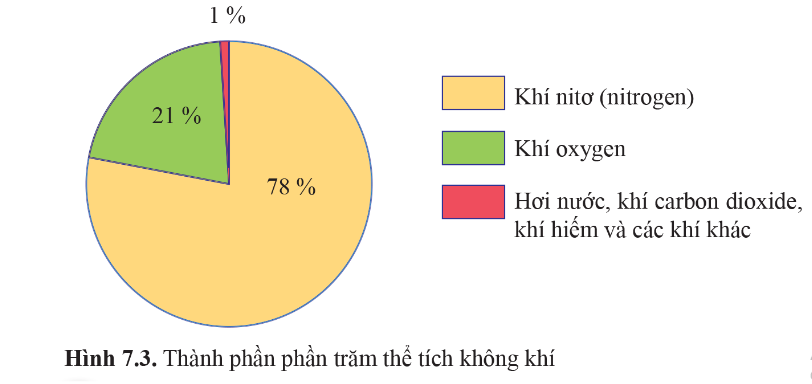 1 %
21 %
78 %
Khí nitơ (nitrogen)
Khí oxygen
Hơi nước, khí carbon dioxide,
khí hiếm và các khí khác
Hình 7.3. Thành phần phần trăm thể tích không khí